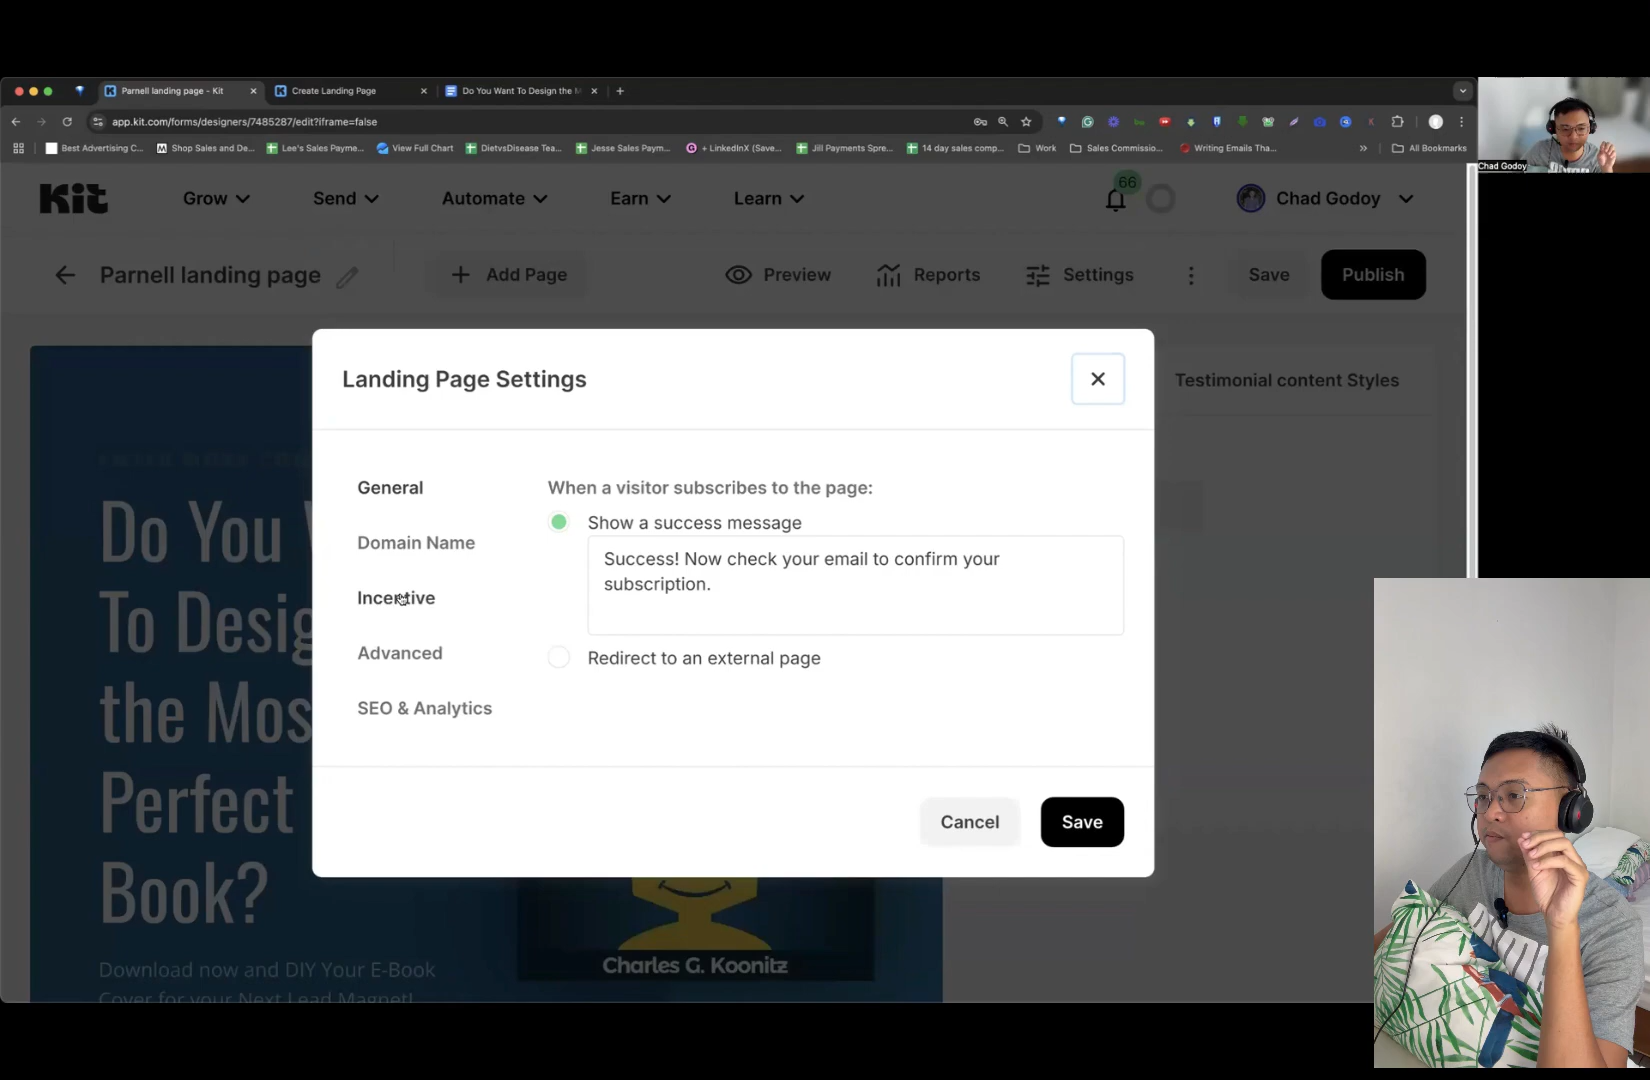 Parnell landing page - Kit
Create Landing Page
Do You Want To Design the M
app.kit.com/forms/designers/7485287/edit?iframe=false
Best Advertising C...
Shop Sales and De...
Lee's Sales Payme...
View Full Chart
DietvsDisease Tea...
Jesse Sales Paym...
+ LinkedInX (Save...
Jill Payments Spre...
14 day sales comp...
Work
Sales Commissio...
Writing Emails Tha...
All Bookmarks
Chad Godoy
Kit
Grow
Send
Automate
Earn
Learn
66
Chad Godoy
Parnell landing page
Add Page
Preview
Reports
Settings
Save
Publish
Landing Page Settings
Testimonial content Styles
General
Domain Name
Incentive
Advanced
SEO & Analytics
When a visitor subscribes to the page:
Show a success message
Success! Now check your email to confirm your
subscription.
Redirect to an external page
Cancel
Save
Do You
To Desig
the Mos
Perfect
Book?
Download now and DIY Your E-Book
Cover for your Next Lead Magnet!
Charles G. Koonitz